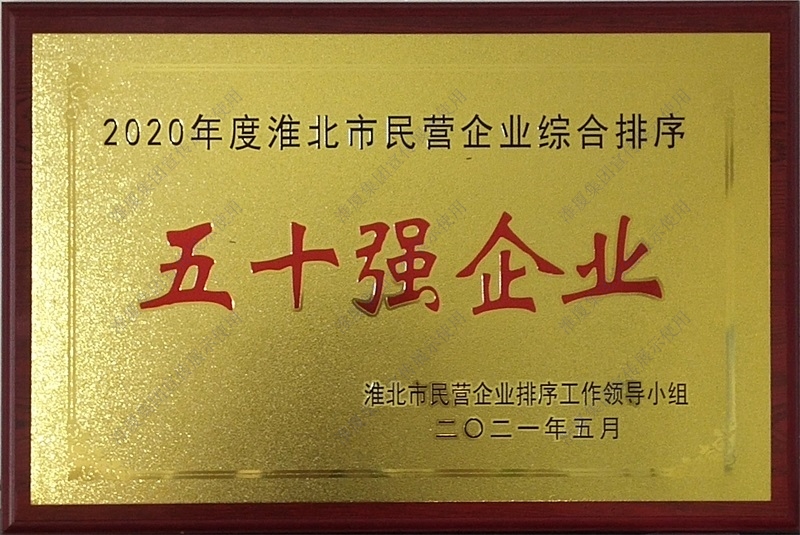 2020年度淮北市民营企业综合排序
五十强企业
淮北市民营企业排序工作领导小组
二〇二一年五月